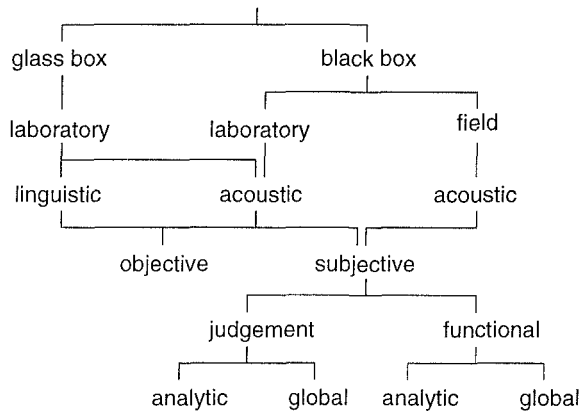 glass box black box
laboratory laboratory field
linguistic acoustic acoustic
objective subjective
judgement functional
analytic global analytic global